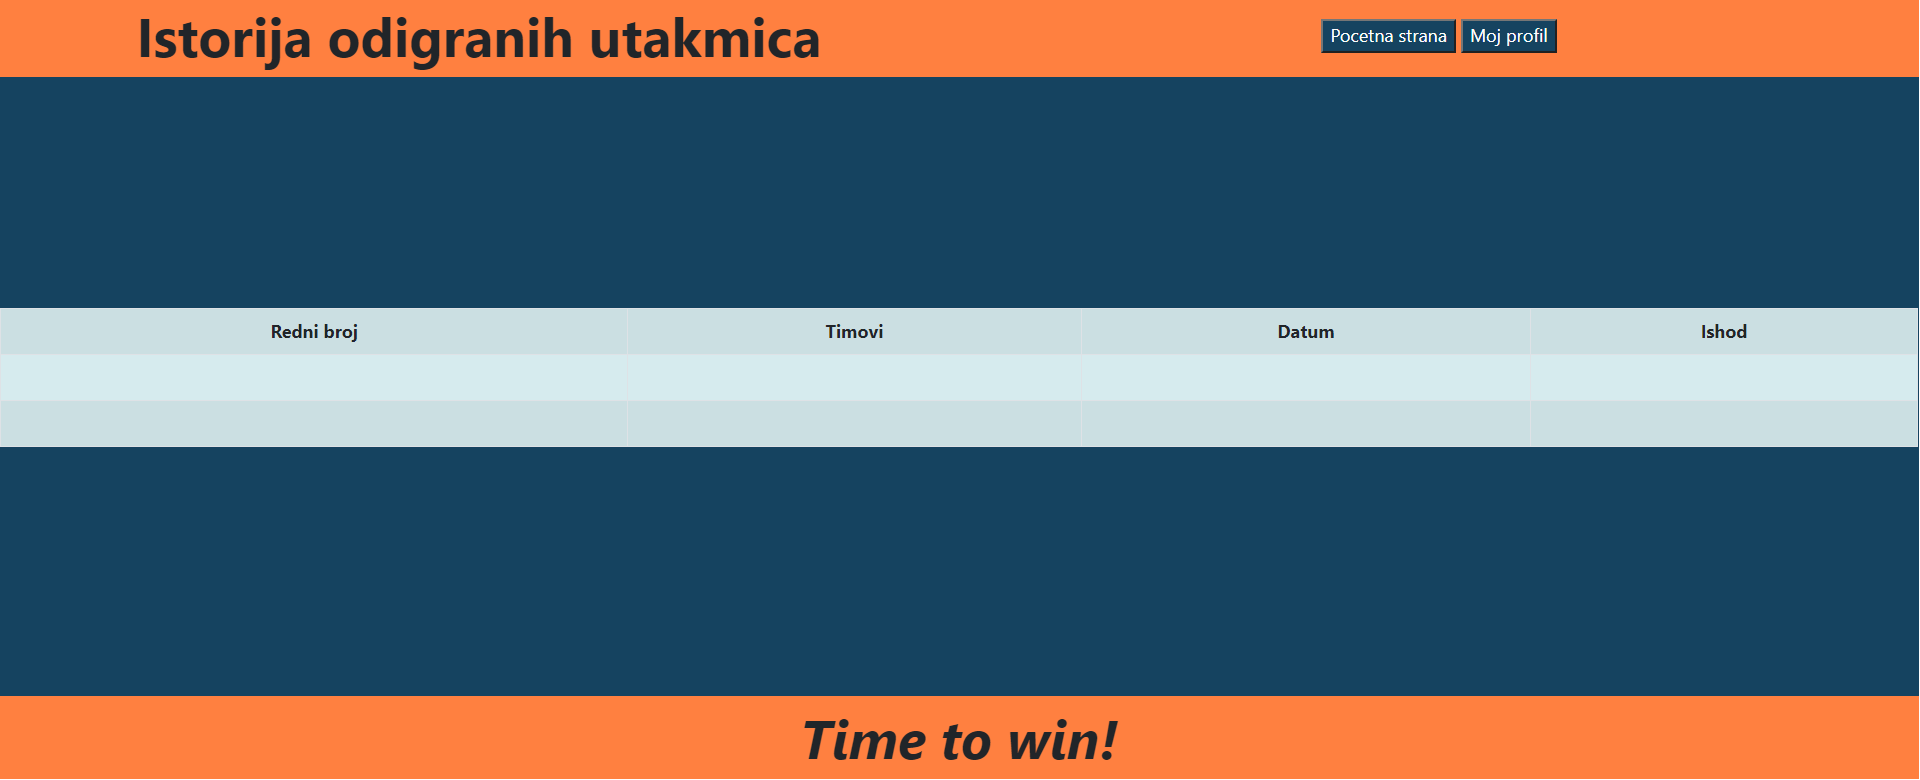 Istorija odigranih utakmica
Pocetna strana Moj profil
Redni broj Timovi Datum Ishod
Time to win!